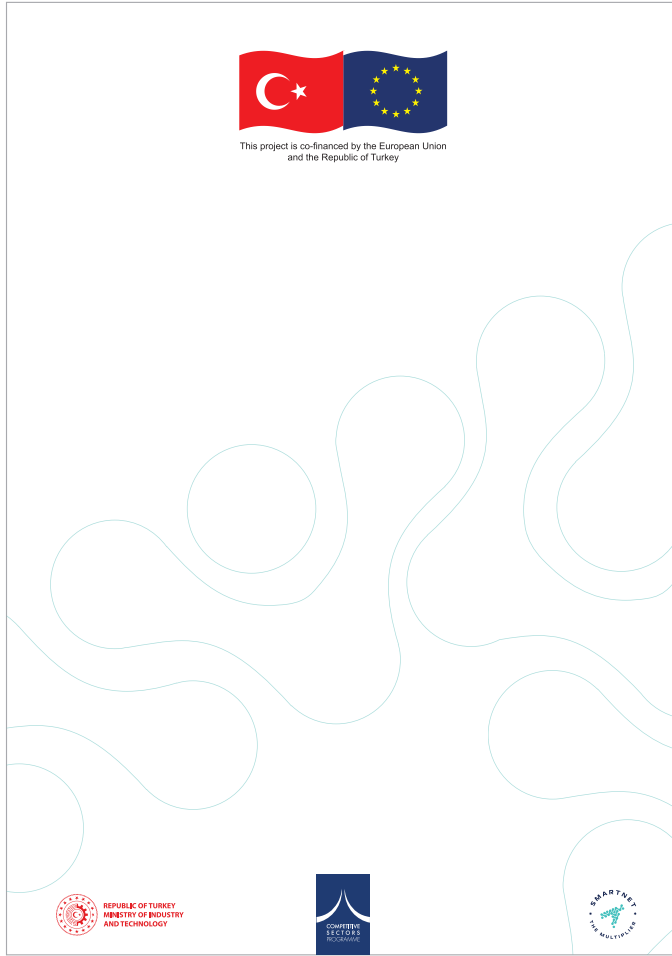 This project is co-financed by the European Union
and the Republic of Turkey
REPUBLIC OF TURKEY
MINISTRY OF INDUSTRY
AND TECHNOLOGY
COMPETITIVE
SECTORS
PROGRAMME
SMARTNET
THE MULTIPLIER